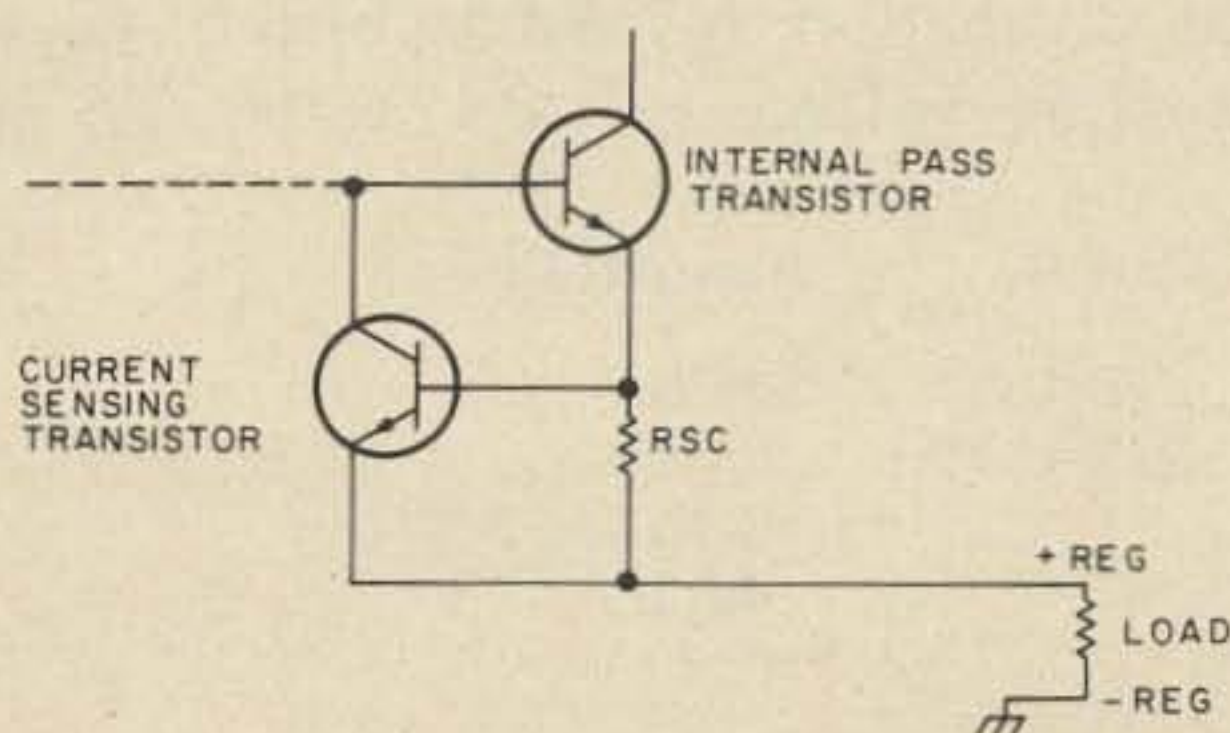 INTERNAL PASS
TRANSISTOR
CURRENT
SENSING
TRANSISTOR
RSC
+ REG
LOAD
- REG